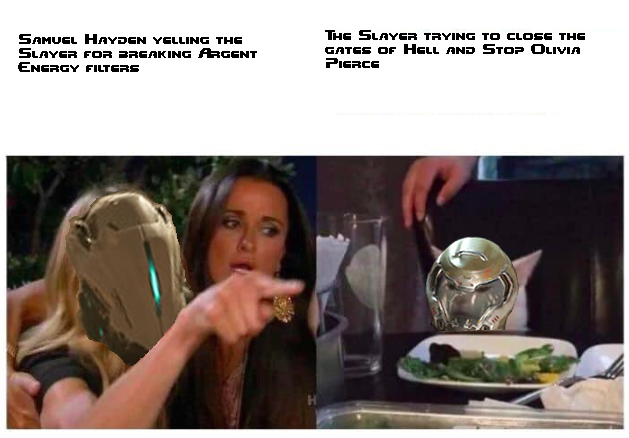 Samuel Hayden yelling the
Slayer for breaking Argent
Energy filters
The Slayer trying to close the
gates of Hell and Stop Olivia
Pierce